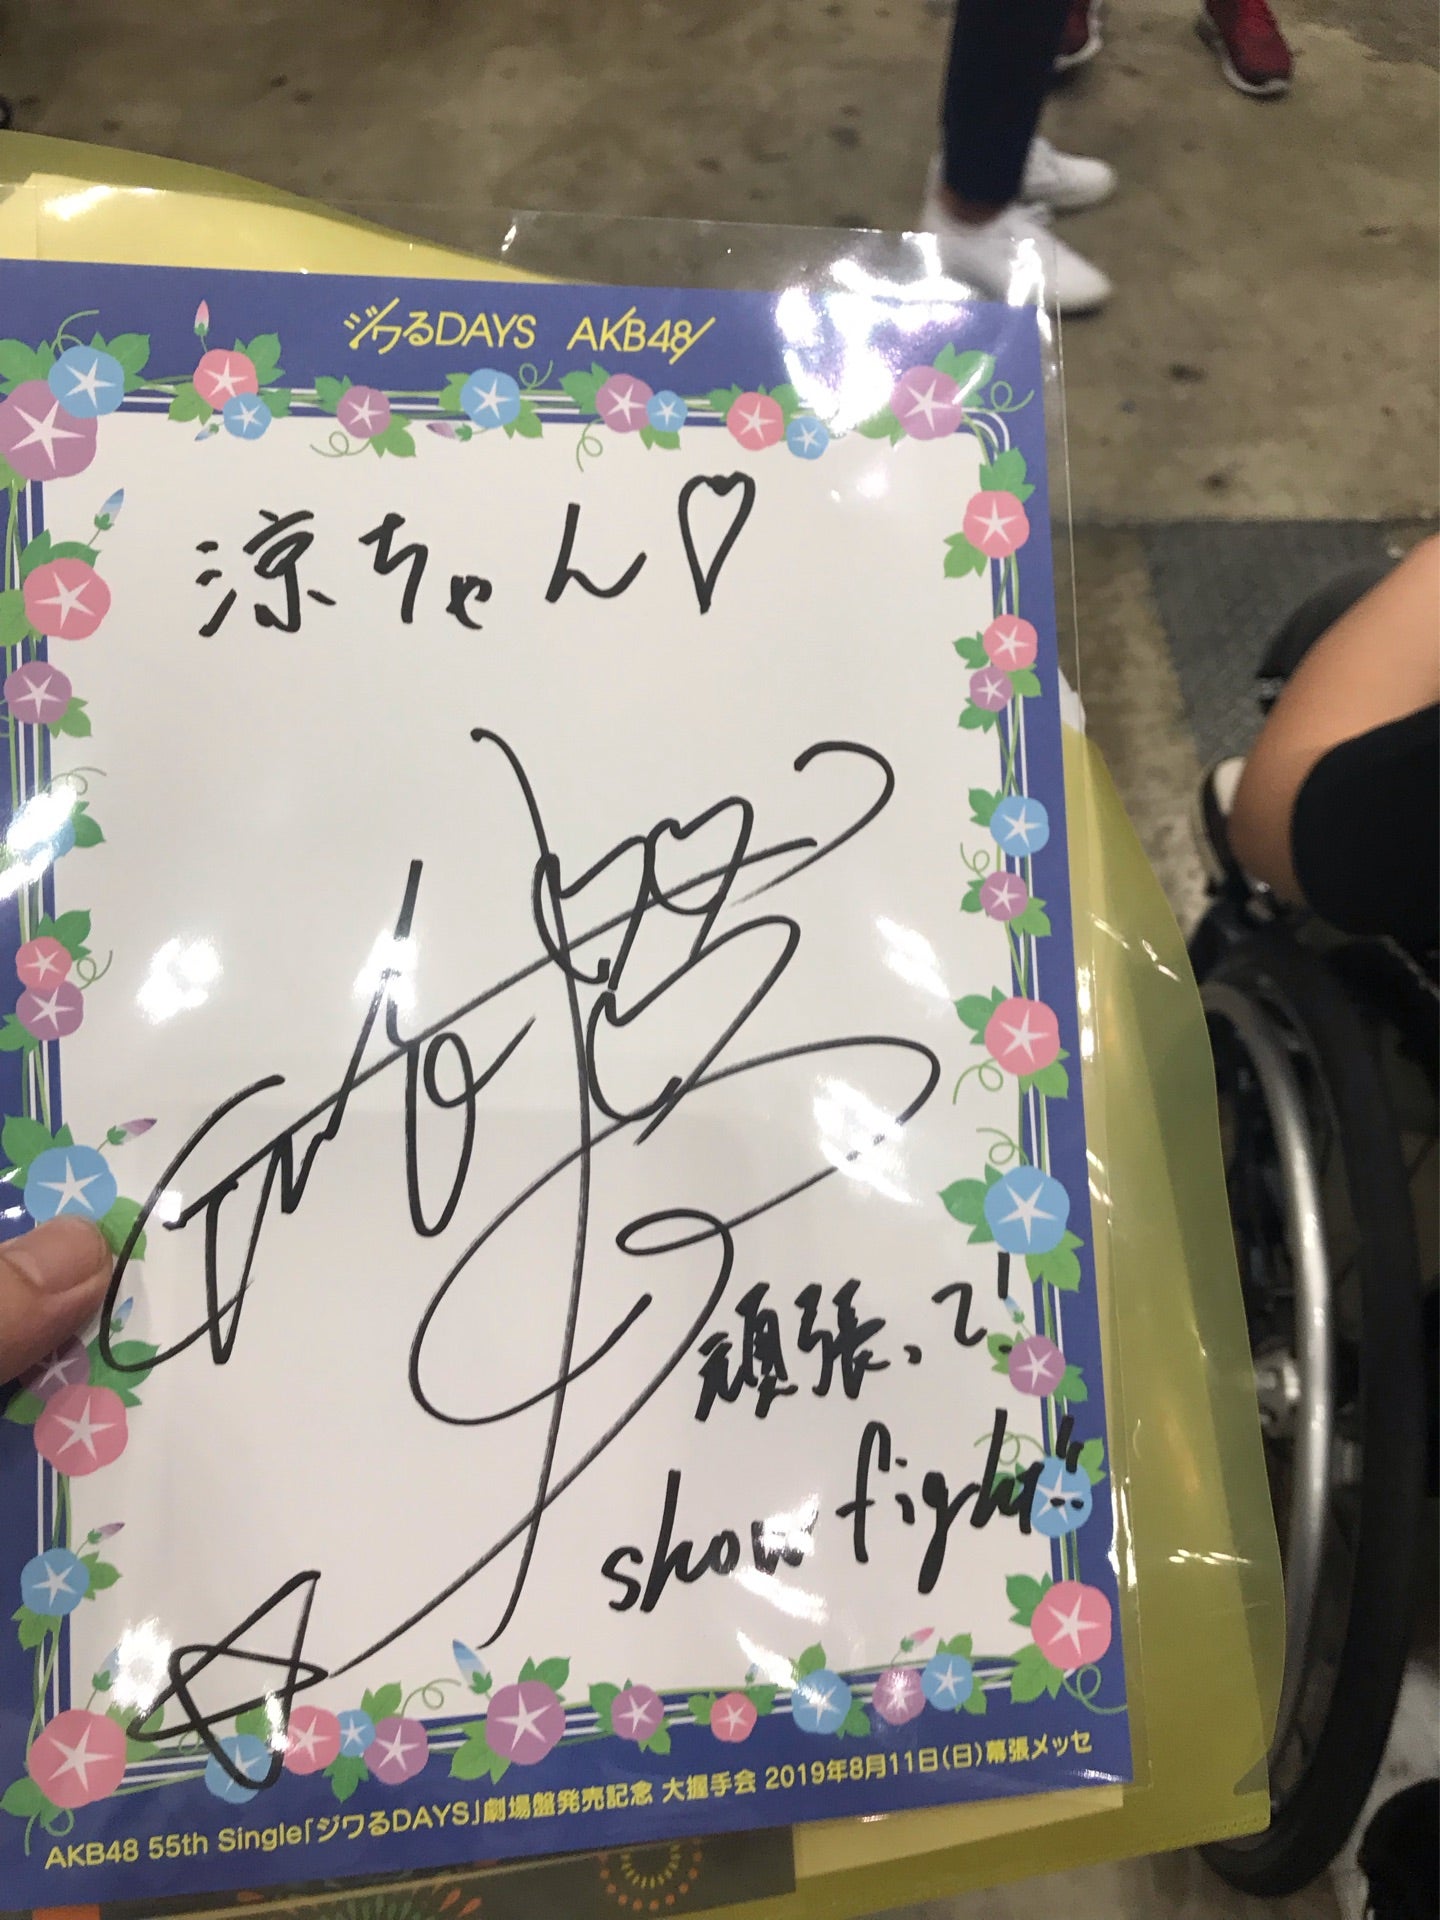 ジワるDAYS AKB48
涼ちゃん♡
頑張って!
show fight!!
AKB48 55th Single「ジワるDAYS」劇場盤発売記念 大握手会 2019年8月11日(日)幕張メッセ